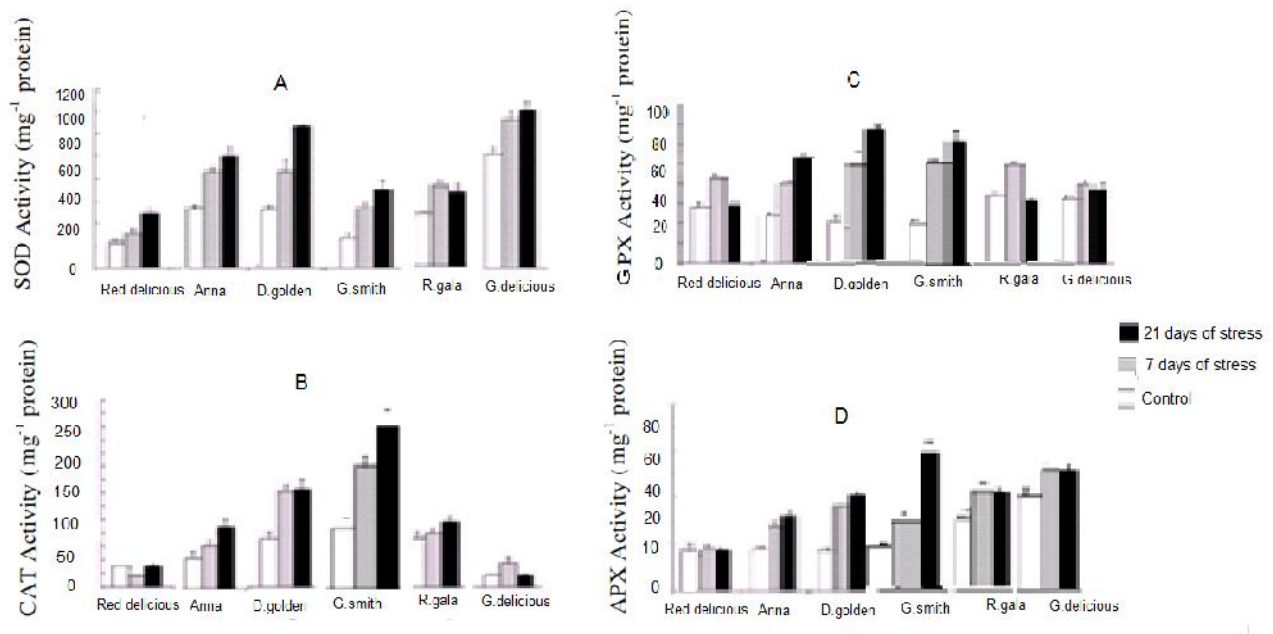 A
SOD Activity (mg⁻¹ protein)
1200
1000
800
600
400
200
0
Red delicious Anna D.golden G.smith R.gala G.delicious
C
GPX Activity (mg⁻¹ protein)
100
80
60
40
20
0
Red delicious Anna D.golden G.smith R.gala G delicious
B
CAT Activity (mg⁻¹ protein)
300
250
200
150
100
50
0
Red delicious Anna D.golden G.smith R.gala G.delicious
D
APX Activity (mg⁻¹ protein)
80
60
40
20
10
0
Red delicious Anna D.golden G.smith R.gala G.delicious
21 days of stress
7 days of stress
Control